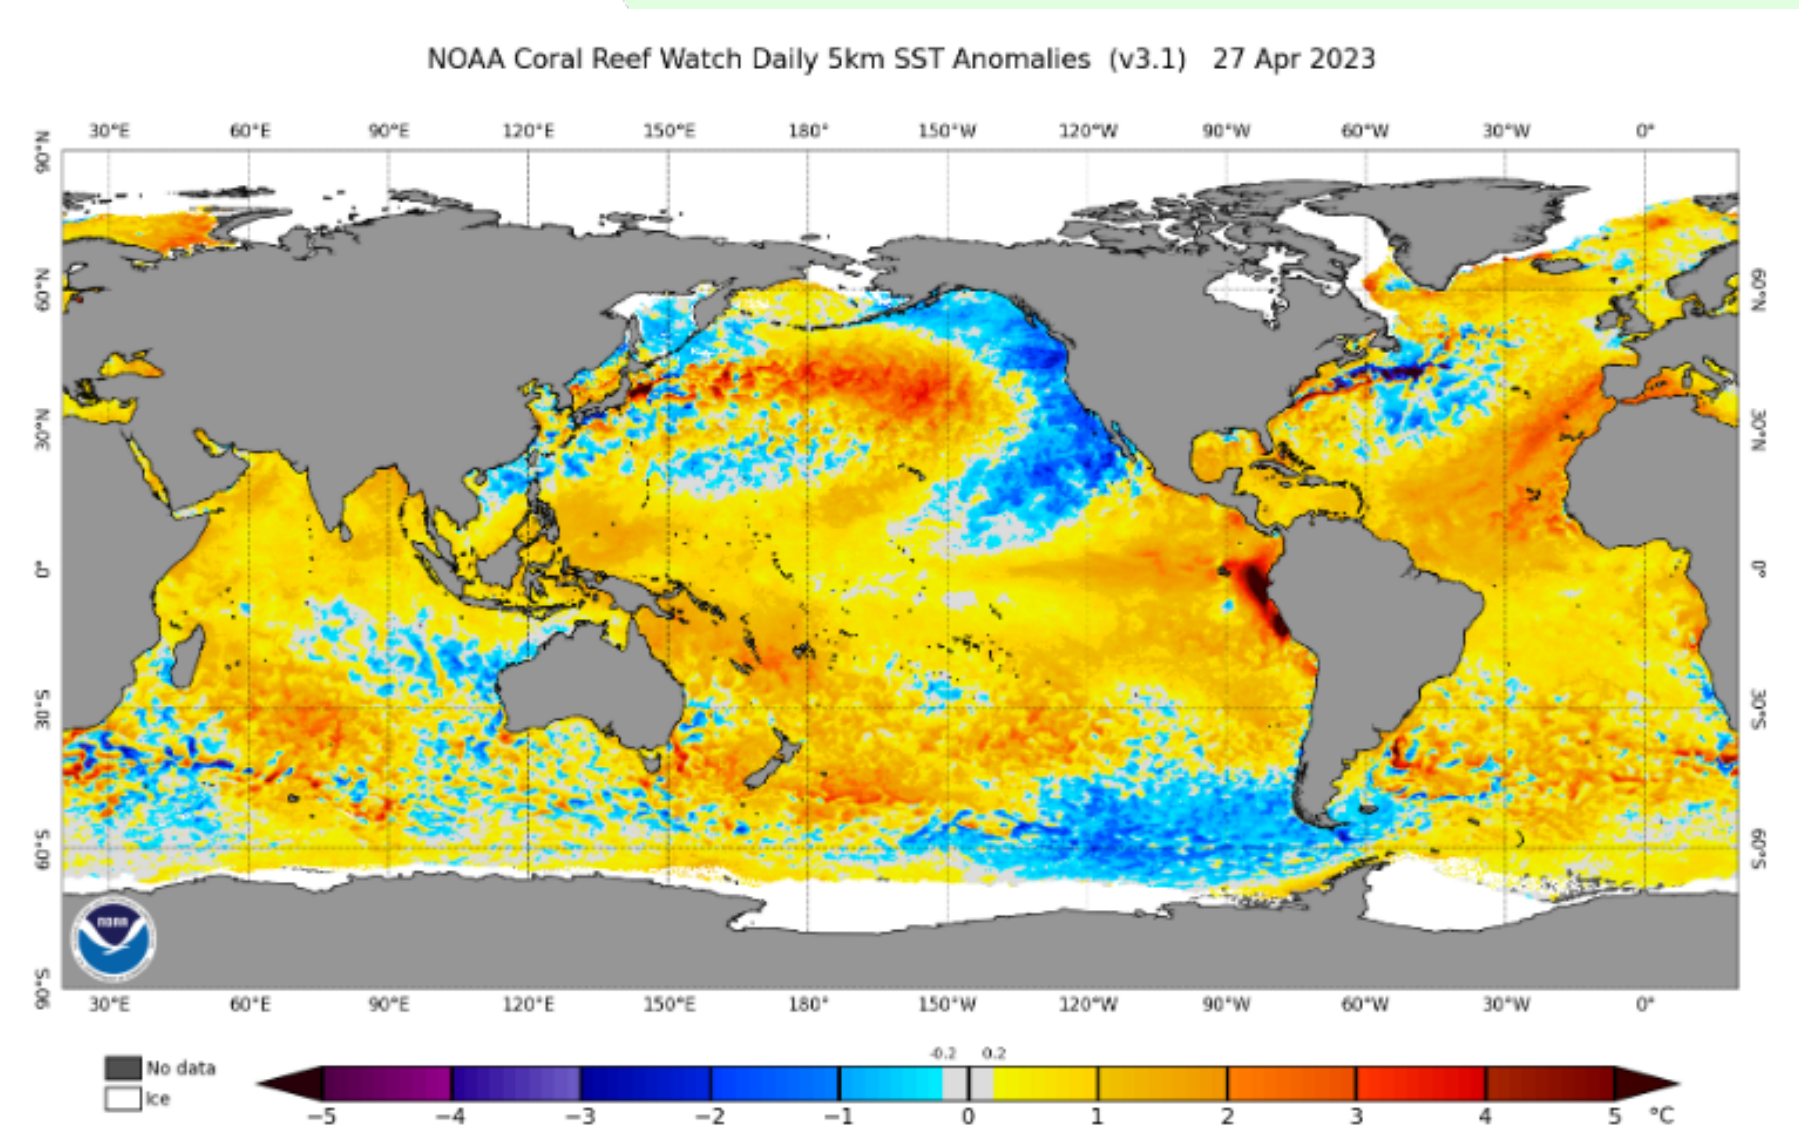 NOAA Coral Reef Watch Daily 5km SST Anomalies (v3.1) 27 Apr 2023
30°E 60°E 90°E 120°E 150°E 180° 150°W 120°W 90°W 60°W 30°W 0°
90°N
60°N 60°N
30°N 30°N
0° 0°
30°S 30°S
60°S 60°S
90°S
NOAA
30°E 60°E 90°E 120°E 150°E 180° 150°W 120°W 90°W 60°W 30°W 0°
-0.2 0.2
No data
Ice
−5 −4 −3 −2 −1 0 1 2 3 4 5 °C